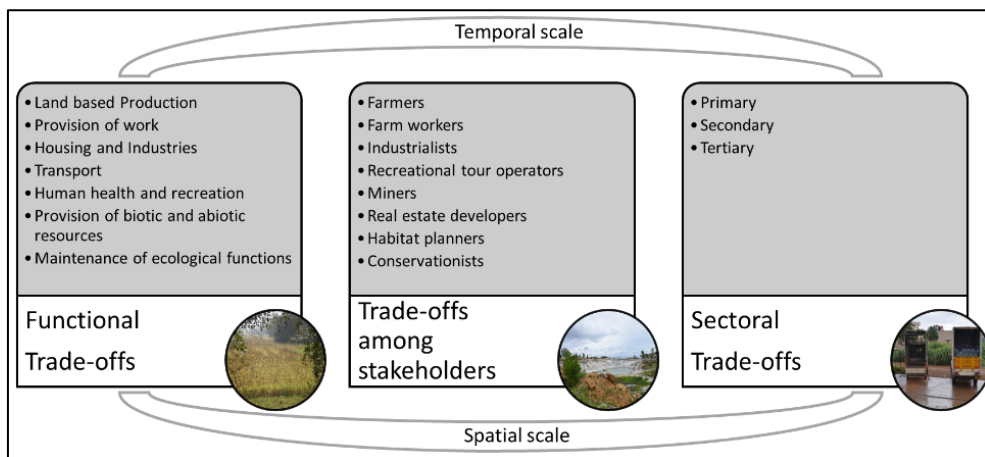 Temporal scale
• Land based Production
• Provision of work
• Housing and Industries
• Transport
• Human health and recreation
• Provision of biotic and abiotic
resources
• Maintenance of ecological functions
Functional
Trade-offs
• Farmers
• Farm workers
• Industrialists
• Recreational tour operators
• Miners
• Real estate developers
• Habitat planners
• Conservationists
Trade-offs
among
stakeholders
• Primary
• Secondary
• Tertiary
Sectoral
Trade-offs
Spatial scale